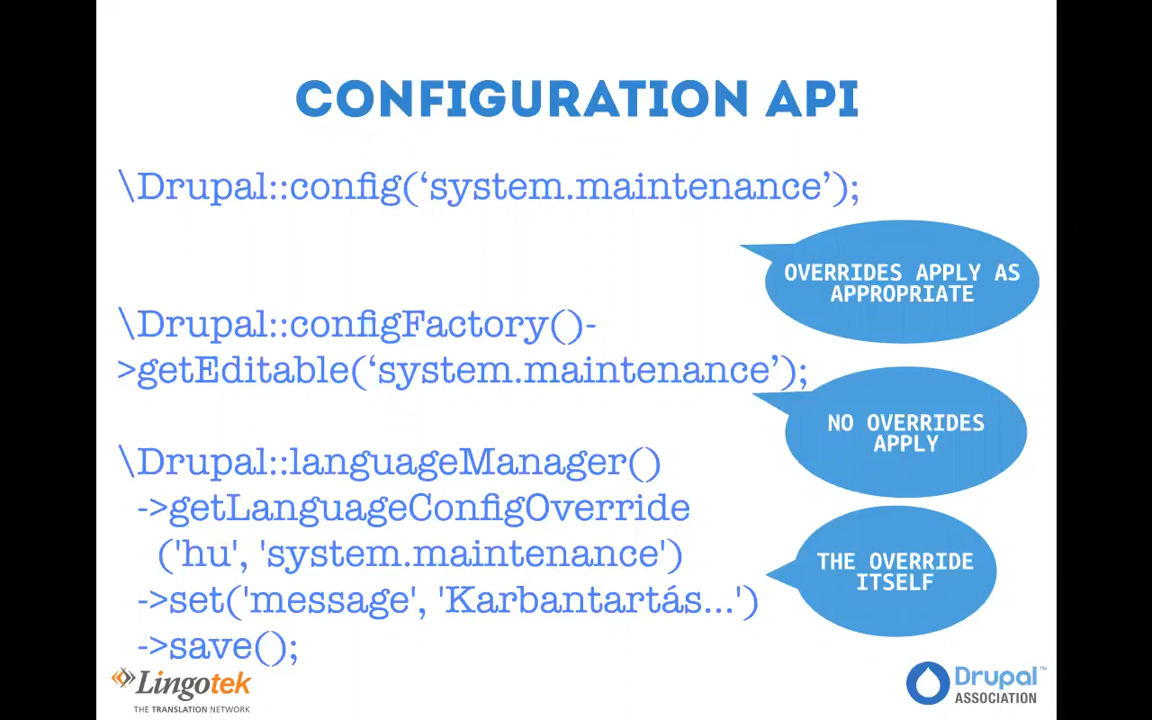 CONFIGURATION API
\Drupal::config(‘system.maintenance’);
OVERRIDES APPLY AS
APPROPRIATE
\Drupal::configFactory()-
>getEditable(‘system.maintenance’);
NO OVERRIDES
APPLY
\Drupal::languageManager()
->getLanguageConfigOverride
('hu', 'system.maintenance')
->set('message', 'Karbantartás...')
->save();
THE OVERRIDE
ITSELF
Lingotek
THE TRANSLATION NETWORK
Drupal™
ASSOCIATION